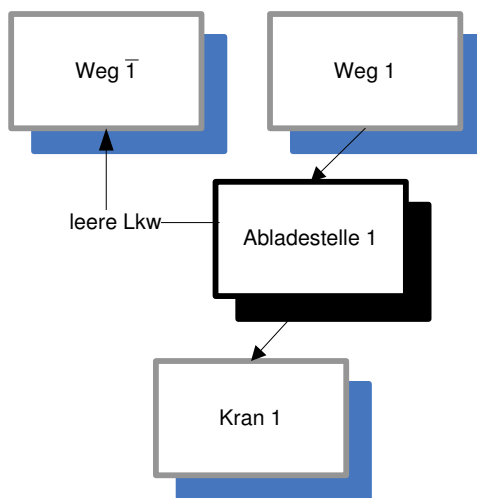 Weg 1̅
Weg 1
leere Lkw
Abladestelle 1
Kran 1